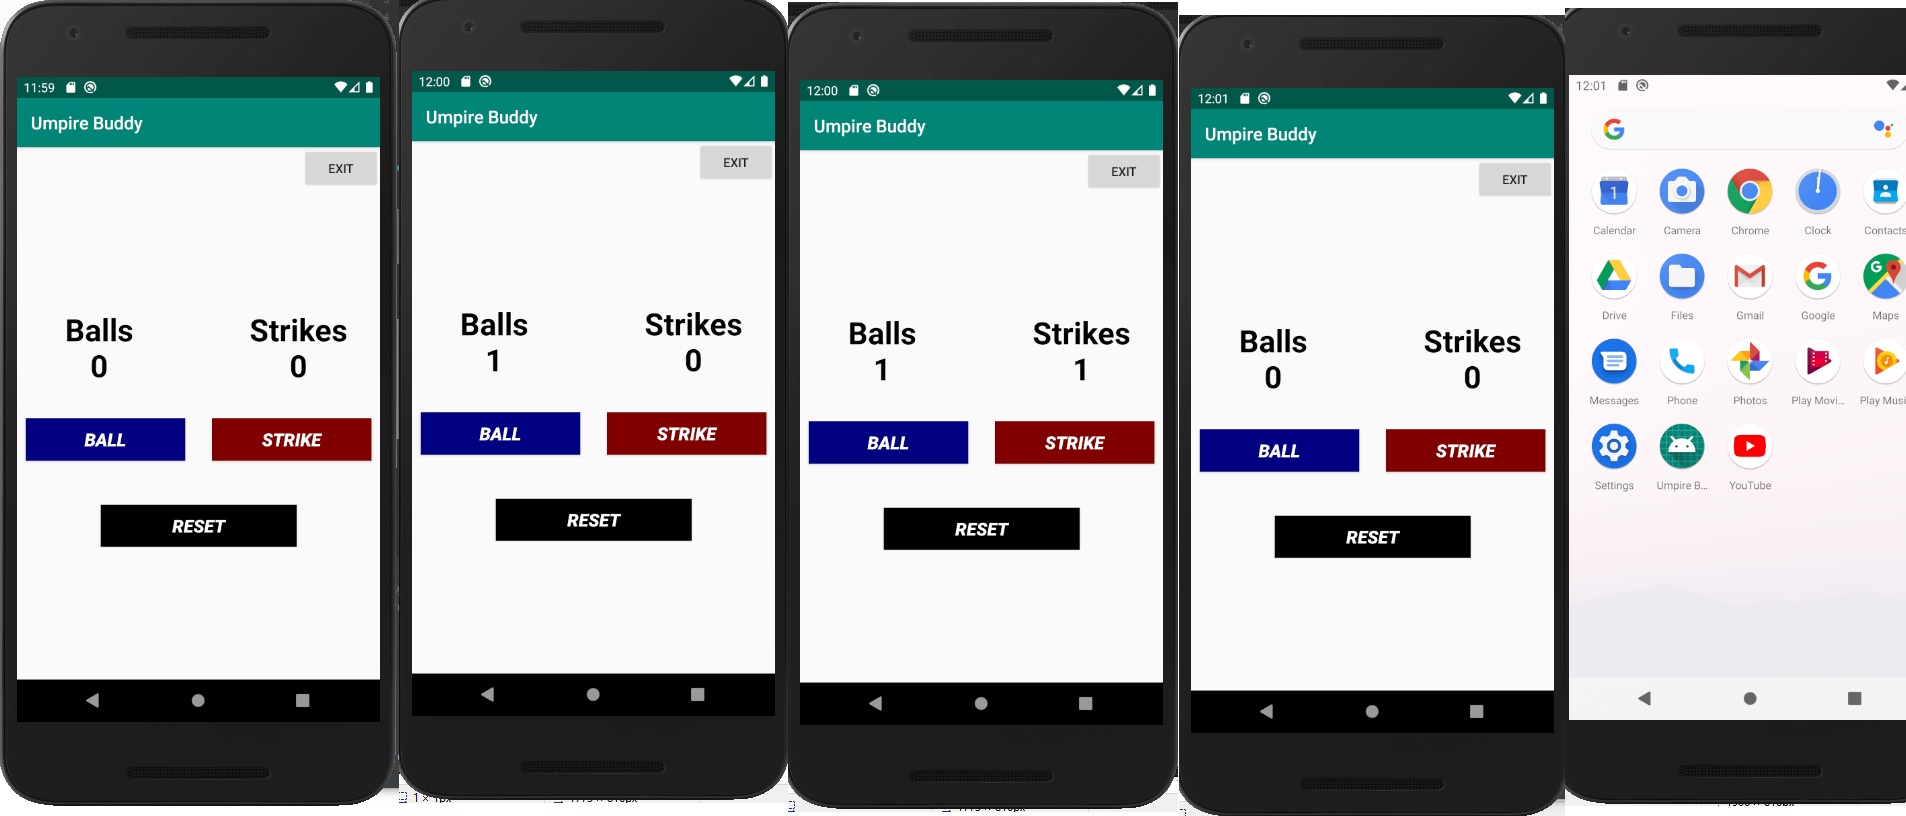 11:59
Umpire Buddy
EXIT
Balls Strikes
0 0
BALL STRIKE
RESET
12:00
Umpire Buddy
EXIT
Balls Strikes
1 0
BALL STRIKE
RESET
12:00
Umpire Buddy
EXIT
Balls Strikes
1 1
BALL STRIKE
RESET
12:01
Umpire Buddy
EXIT
Balls Strikes
0 0
BALL STRIKE
RESET
12:01
G
1
Calendar Camera Chrome Clock Contacts
G G
Drive Files Gmail Google Maps
Messages Phone Photos Play Movi... Play Musi
Settings Umpire B... YouTube